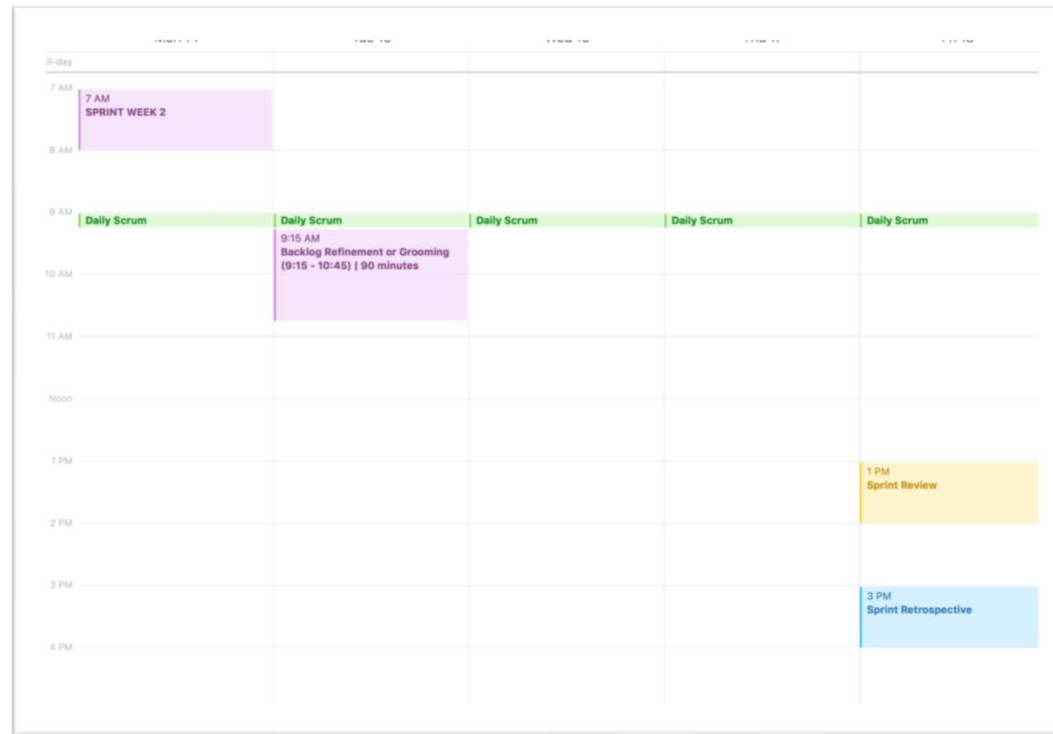 7 AM
7 AM
SPRINT WEEK 2
8 AM
9 AM
Daily Scrum
Daily Scrum
Daily Scrum
Daily Scrum
Daily Scrum
9:15 AM
Backlog Refinement or Grooming
(9:15 - 10:45) | 90 minutes
10 AM
11 AM
Noon
1 PM
1 PM
Sprint Review
2 PM
3 PM
3 PM
Sprint Retrospective
4 PM